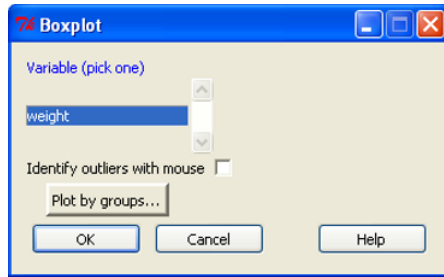 Boxplot
Variable (pick one)
weight
Identify outliers with mouse
Plot by groups...
OK Cancel Help